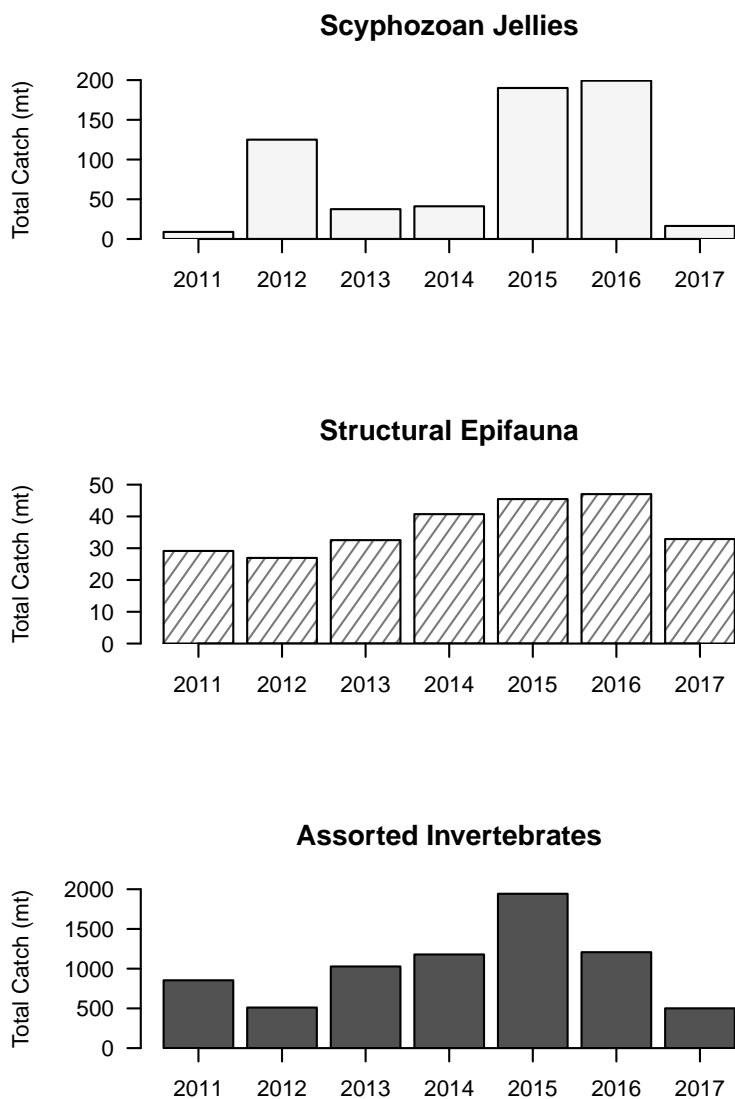 Scyphozoan Jellies
Total Catch (mt)
200
150
100
50
0
2011 2012 2013 2014 2015 2016 2017
Structural Epifauna
Total Catch (mt)
50
40
30
20
10
0
2011 2012 2013 2014 2015 2016 2017
Assorted Invertebrates
Total Catch (mt)
2000
1500
1000
500
0
2011 2012 2013 2014 2015 2016 2017